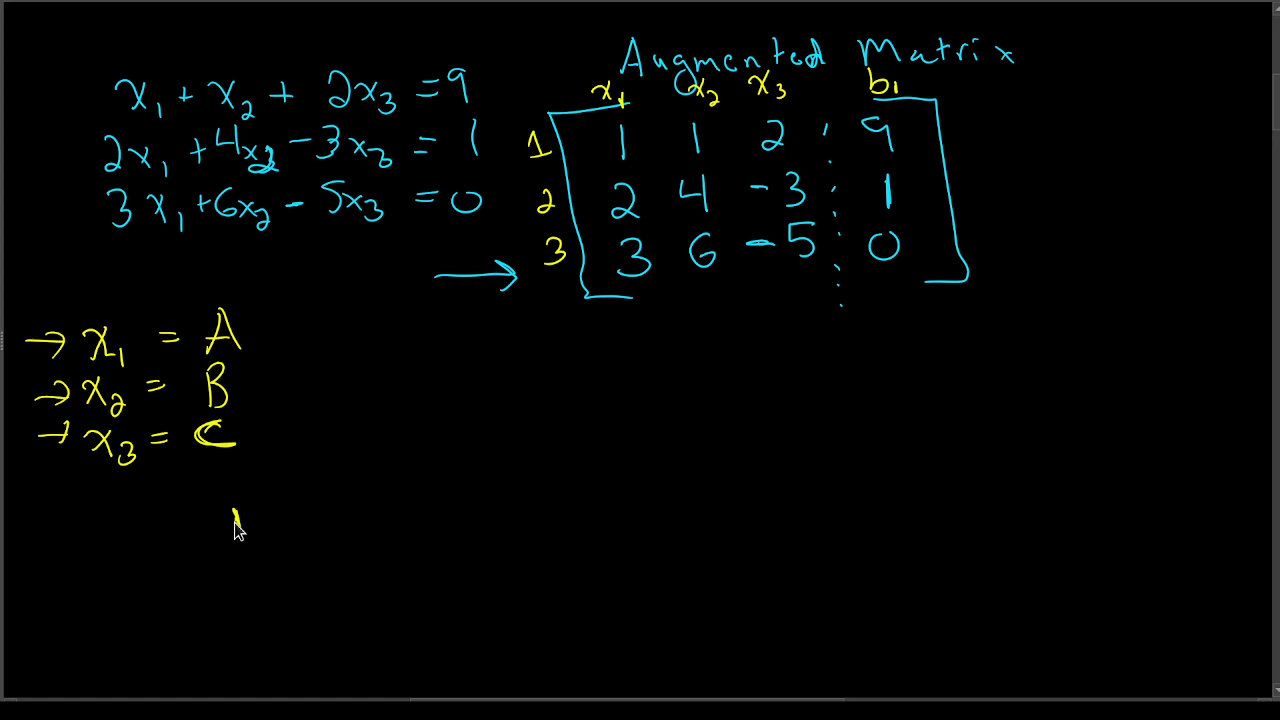 x₁ + x₂ + 2x₃ = 9
2x₁ + 4x₂ - 3x₃ = 1
3x₁ + 6x₂ - 5x₃ = 0
Augmented Matrix
x₁ x₂ x₃ b₁
1 1 1 2 9
2 2 4 -3 1
3 3 6 -5 0
→ x₁ = A
→ x₂ = B
→ x₃ = C